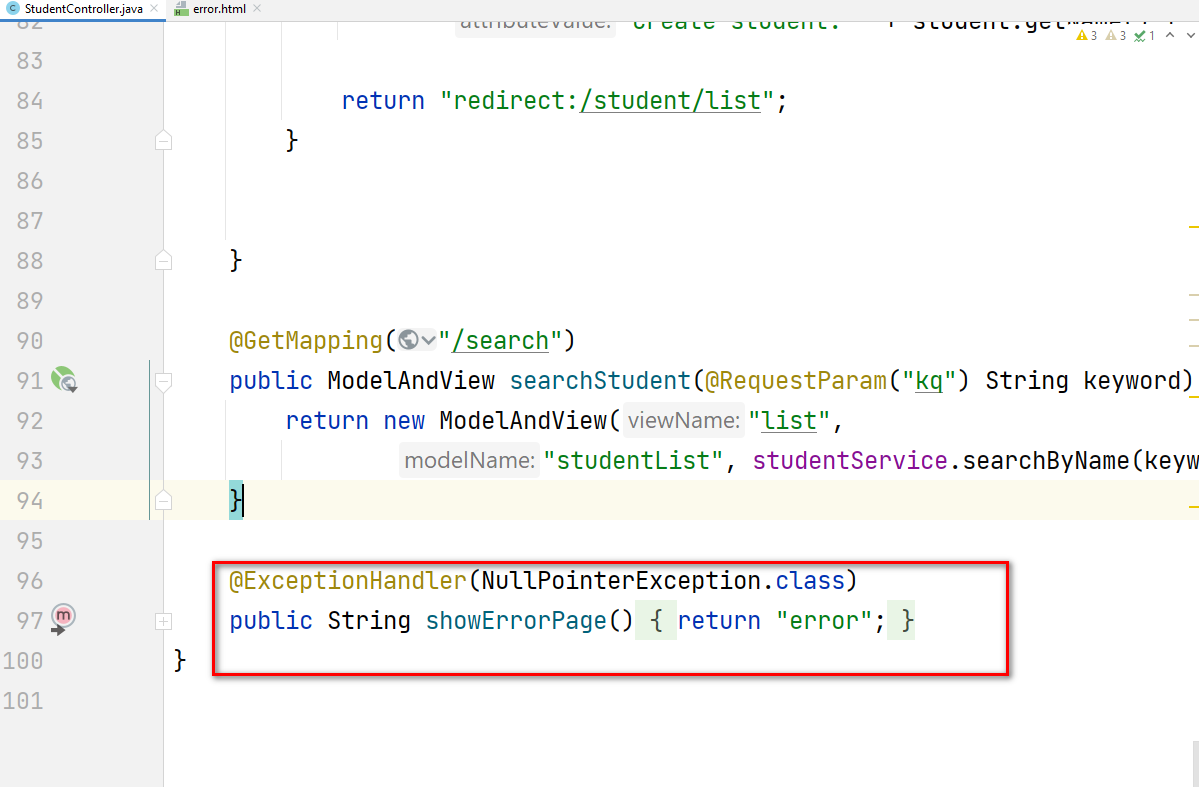 StudentController.java error.html
82 attributeValue: "Create student: " + student.getName() :
3 3 1
83
84 return "redirect:/student/list";
85 }
86
87
88 }
89
90 @GetMapping("/search")
91 public ModelAndView searchStudent(@RequestParam("kq") String keyword)
92 return new ModelAndView( viewName: "list",
93 modelName: "studentList", studentService.searchByName(keyw
94 }
95
96 @ExceptionHandler(NullPointerException.class)
97 public String showErrorPage() { return "error"; }
100 }
101